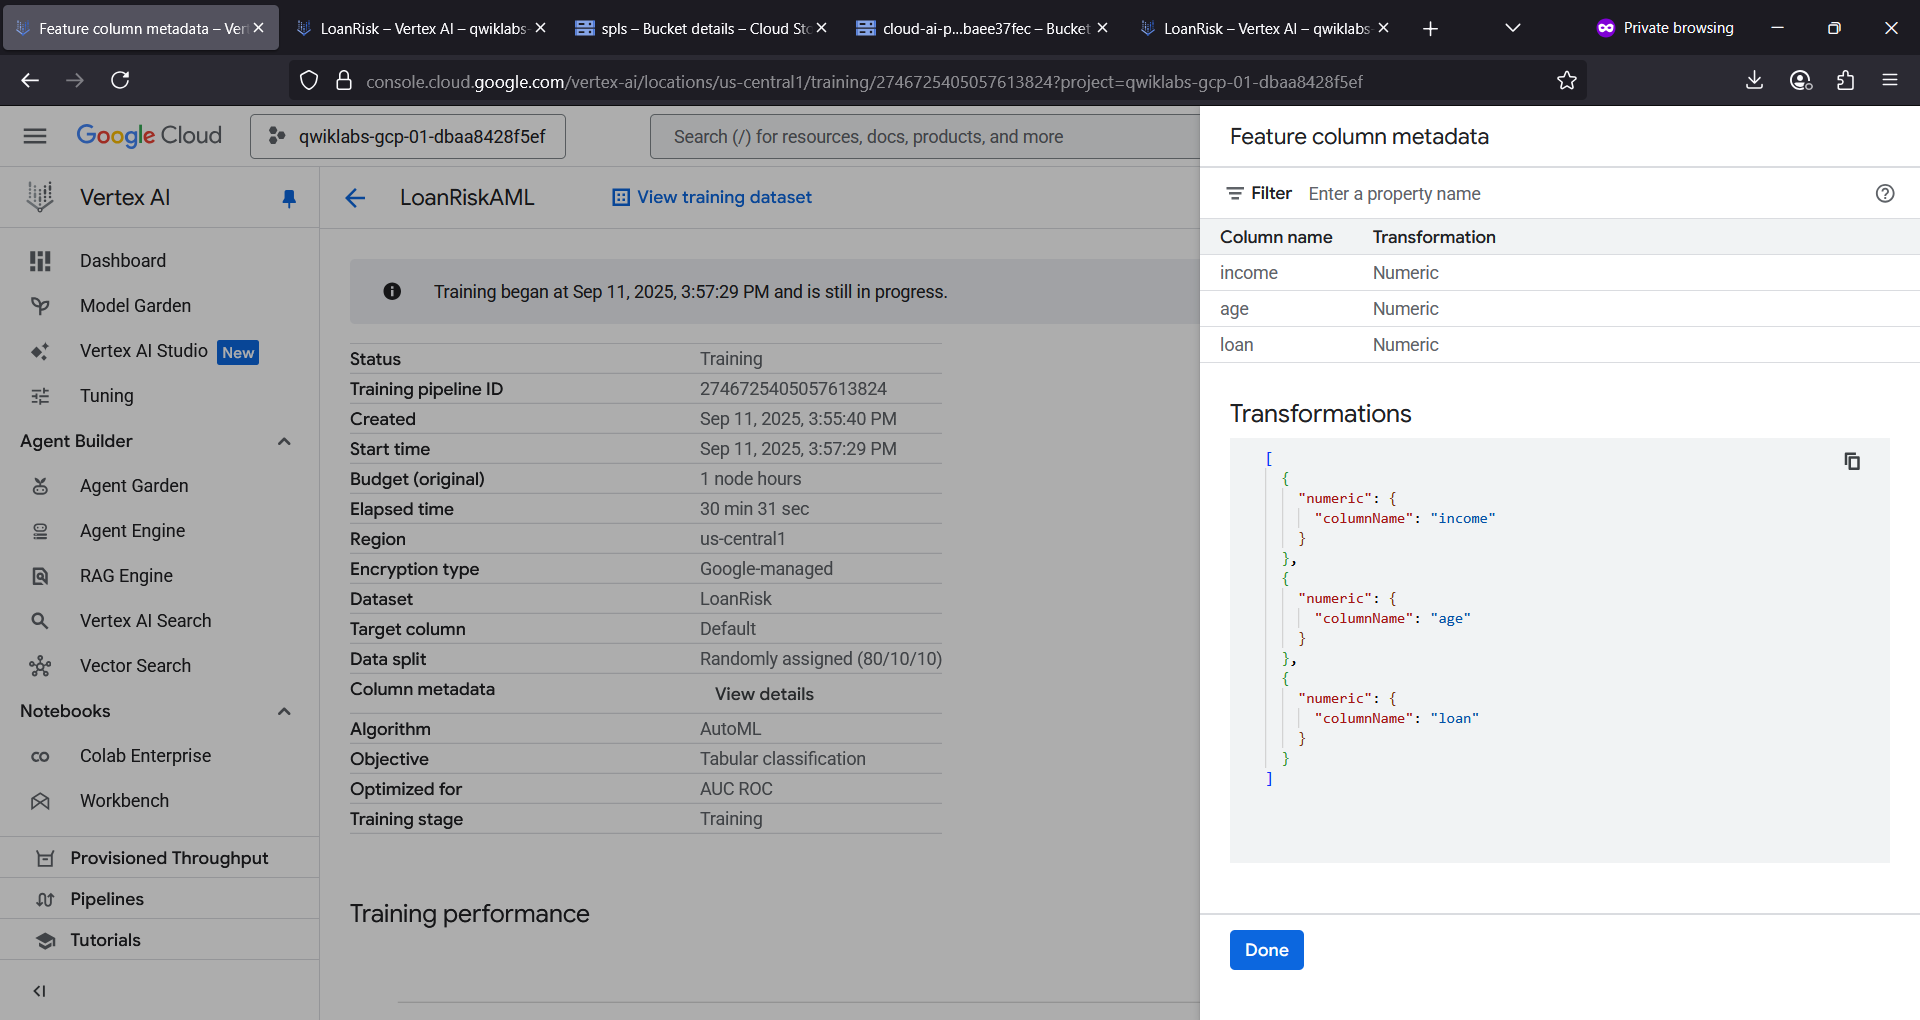 Feature column metadata – Ver
LoanRisk – Vertex AI – qwiklabs-
spls – Bucket details – Cloud Sto
cloud-ai-p...baee37fec – Bucket
LoanRisk – Vertex AI – qwiklabs-
Private browsing
console.cloud.google.com/vertex-ai/locations/us-central1/training/2746725405057613824?project=qwiklabs-gcp-01-dbaa8428f5ef
Google Cloud
qwiklabs-gcp-01-dbaa8428f5ef
Search (/) for resources, docs, products, and more
Vertex AI
Dashboard
Model Garden
Vertex AI Studio New
Tuning
Agent Builder
Agent Garden
Agent Engine
RAG Engine
Vertex AI Search
Vector Search
Notebooks
Colab Enterprise
Workbench
Provisioned Throughput
Pipelines
Tutorials
LoanRiskAML
View training dataset
Training began at Sep 11, 2025, 3:57:29 PM and is still in progress.
Status Training
Training pipeline ID 2746725405057613824
Created Sep 11, 2025, 3:55:40 PM
Start time Sep 11, 2025, 3:57:29 PM
Budget (original) 1 node hours
Elapsed time 30 min 31 sec
Region us-central1
Encryption type Google-managed
Dataset LoanRisk
Target column Default
Data split Randomly assigned (80/10/10)
Column metadata View details
Algorithm AutoML
Objective Tabular classification
Optimized for AUC ROC
Training stage Training
Training performance
Feature column metadata
Filter Enter a property name
Column name Transformation
income Numeric
age Numeric
loan Numeric
Transformations
[
{
"numeric": {
"columnName": "income"
}
},
{
"numeric": {
"columnName": "age"
}
},
{
"numeric": {
"columnName": "loan"
}
}
]
Done